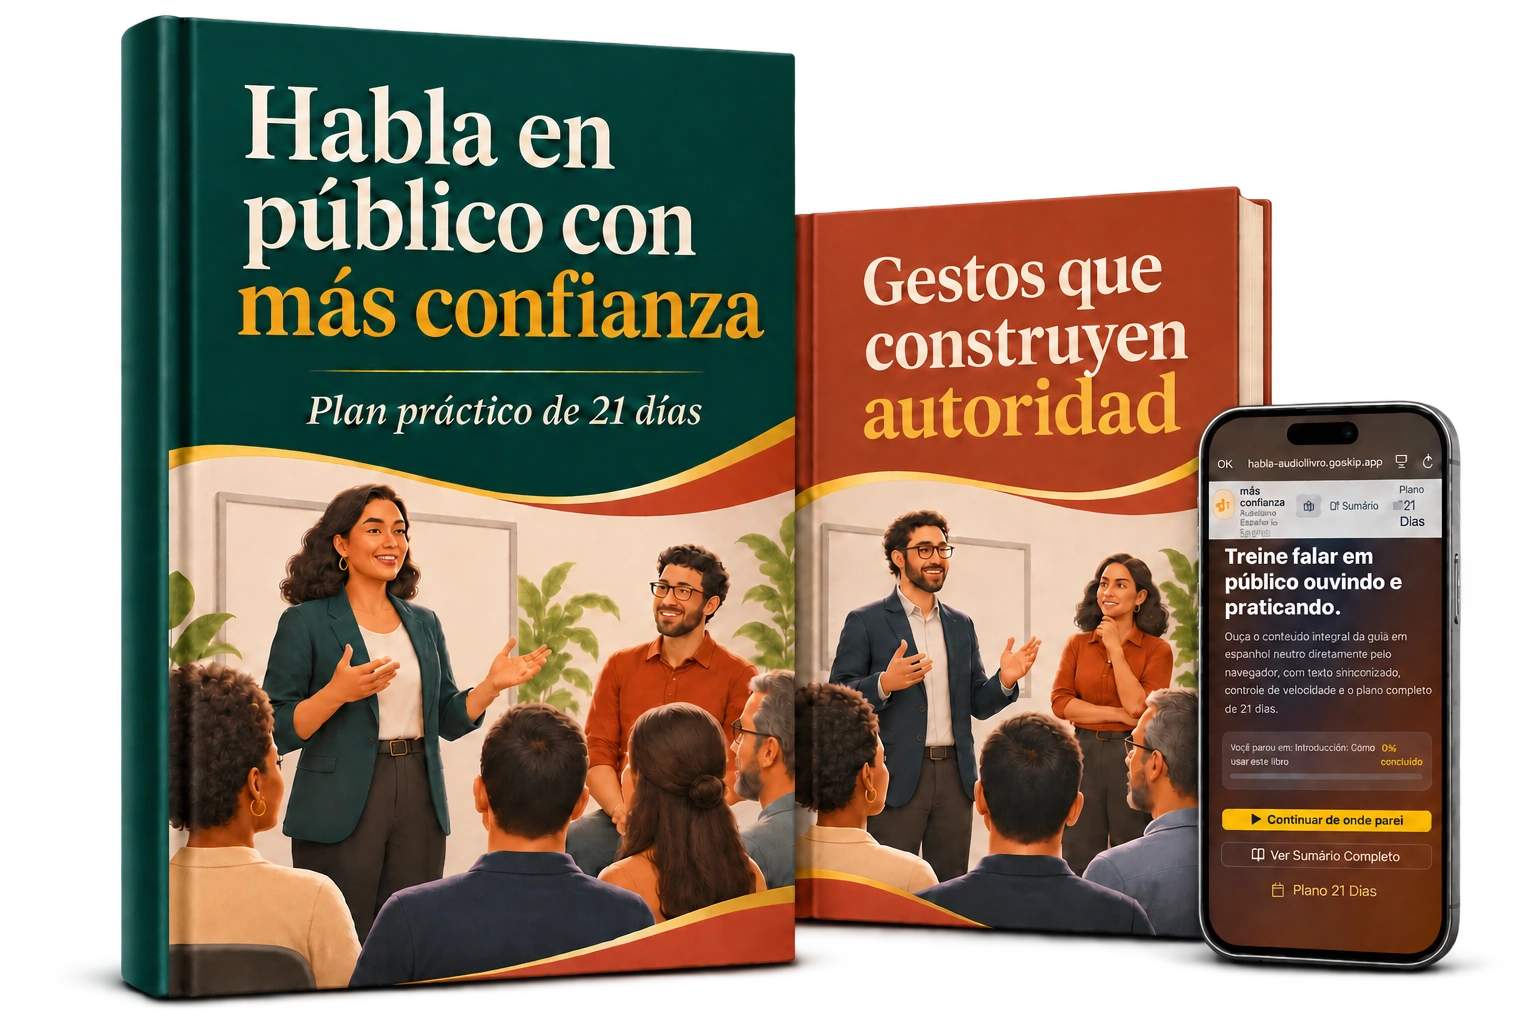 Habla en
público con
más confianza
Plan práctico de 21 días
Gestos que
construyen
autoridad
OK habla-audiollivro.goskip.app
más
confianza
Sumário
Plano
21
Dias
Treine falar em
público ouvindo e
praticando.
Ouça o conteúdo integral da guia em
espanhol neutro diretamente pelo
navegador, com texto sincronizado,
controle de velocidade e o plano completo
de 21 dias.
parou em: Introducción: Cómo
usar este libro
0%
concluído
Continuar de onde parei
Ver Sumário Completo
Plano 21 Dias